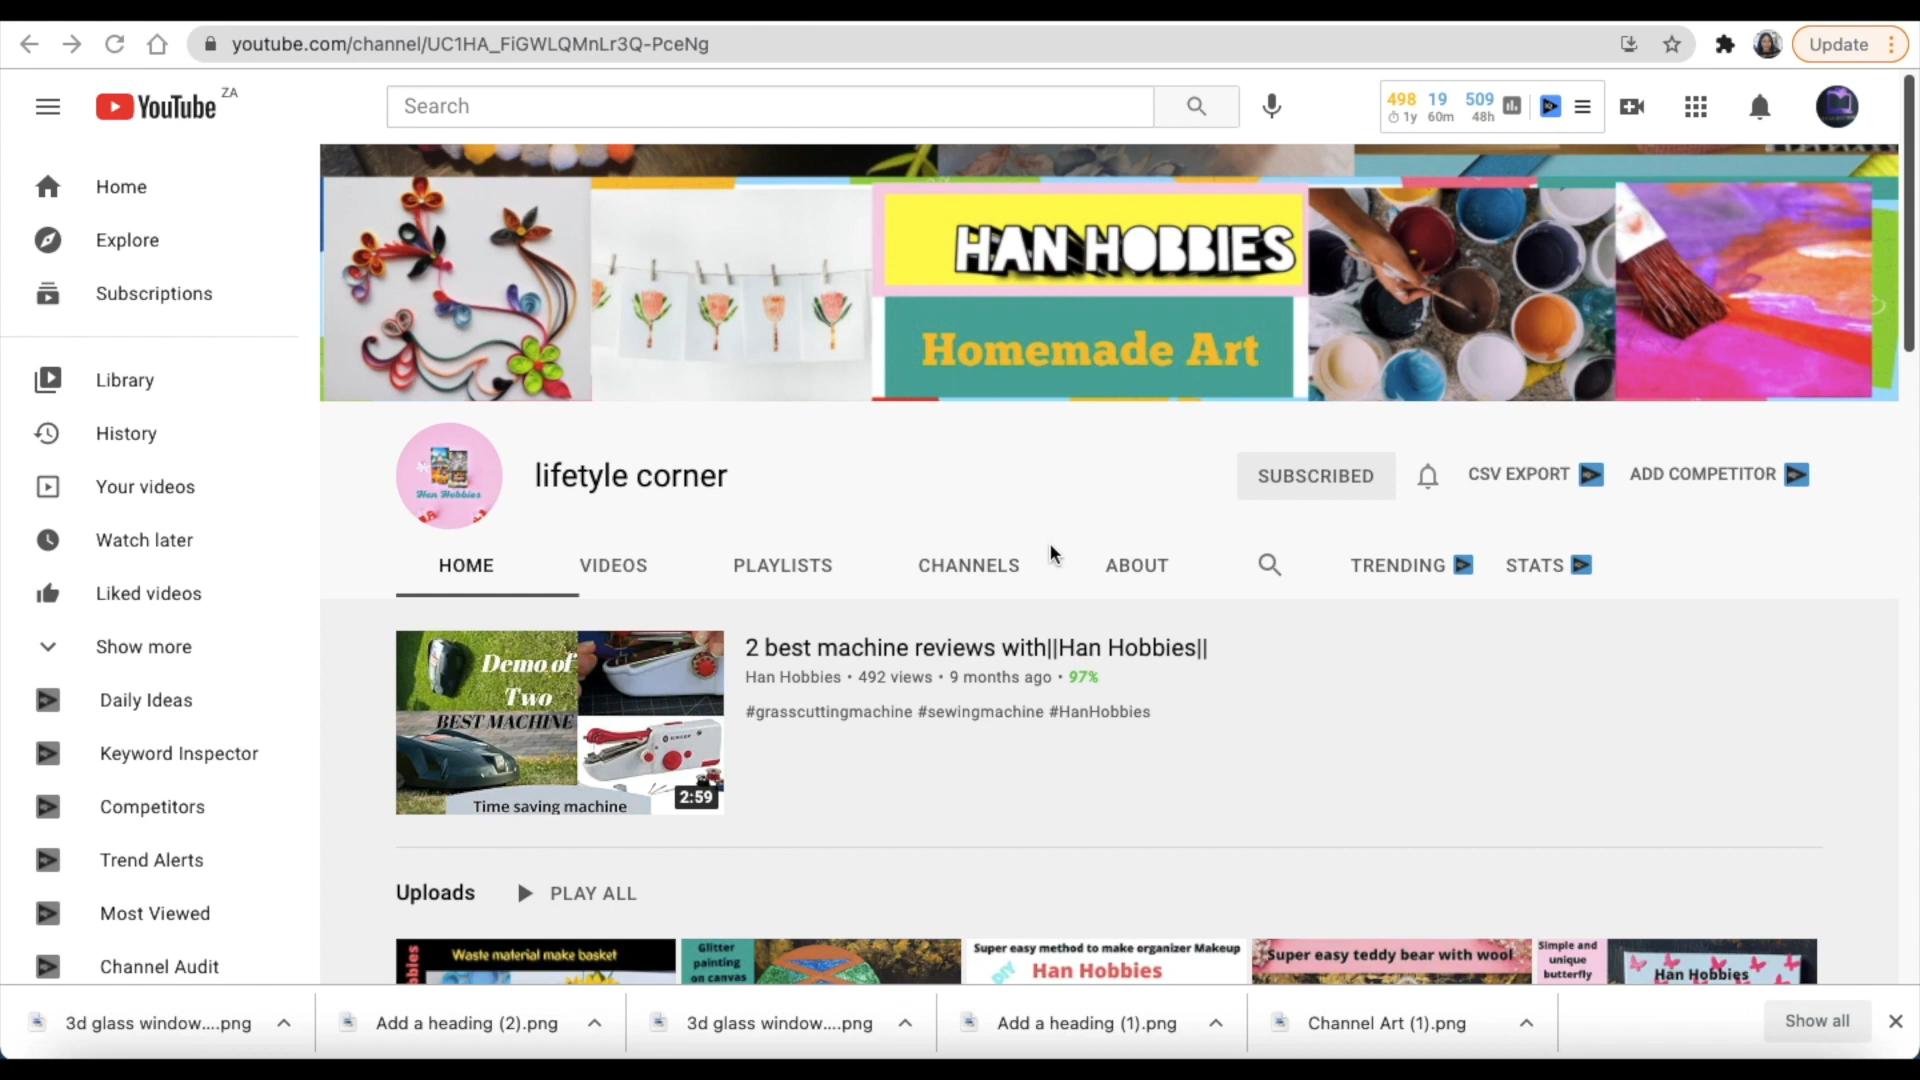 youtube.com/channel/UC1HA_FiGWLQMnLr3Q-PceNg
Update
YouTube ZA
Search
498 19 509
1y 60m 48h
Home
Explore
Subscriptions
Library
History
Your videos
Watch later
Liked videos
Show more
Daily Ideas
Keyword Inspector
Competitors
Trend Alerts
Most Viewed
Channel Audit
HAN HOBBIES
Homemade Art
Han Hobbies
lifetyle corner
SUBSCRIBED
CSV EXPORT
ADD COMPETITOR
HOME
VIDEOS
PLAYLISTS
CHANNELS
ABOUT
TRENDING
STATS
Demo of
Two
BEST MACHINE
Time saving machine
2:59
2 best machine reviews with||Han Hobbies||
Han Hobbies • 492 views • 9 months ago • 97%
#grasscuttingmachine #sewingmachine #HanHobbies
Uploads
PLAY ALL
Waste material make basket
Glitter
painting
on canvas
Super easy method to make organizer Makeup
DIY
Han Hobbies
Super easy teddy bear with wool
Simple and
unique
butterfly
Han Hobbies
3d glass window....png
Add a heading (2).png
3d glass window....png
Add a heading (1).png
Channel Art (1).png
Show all